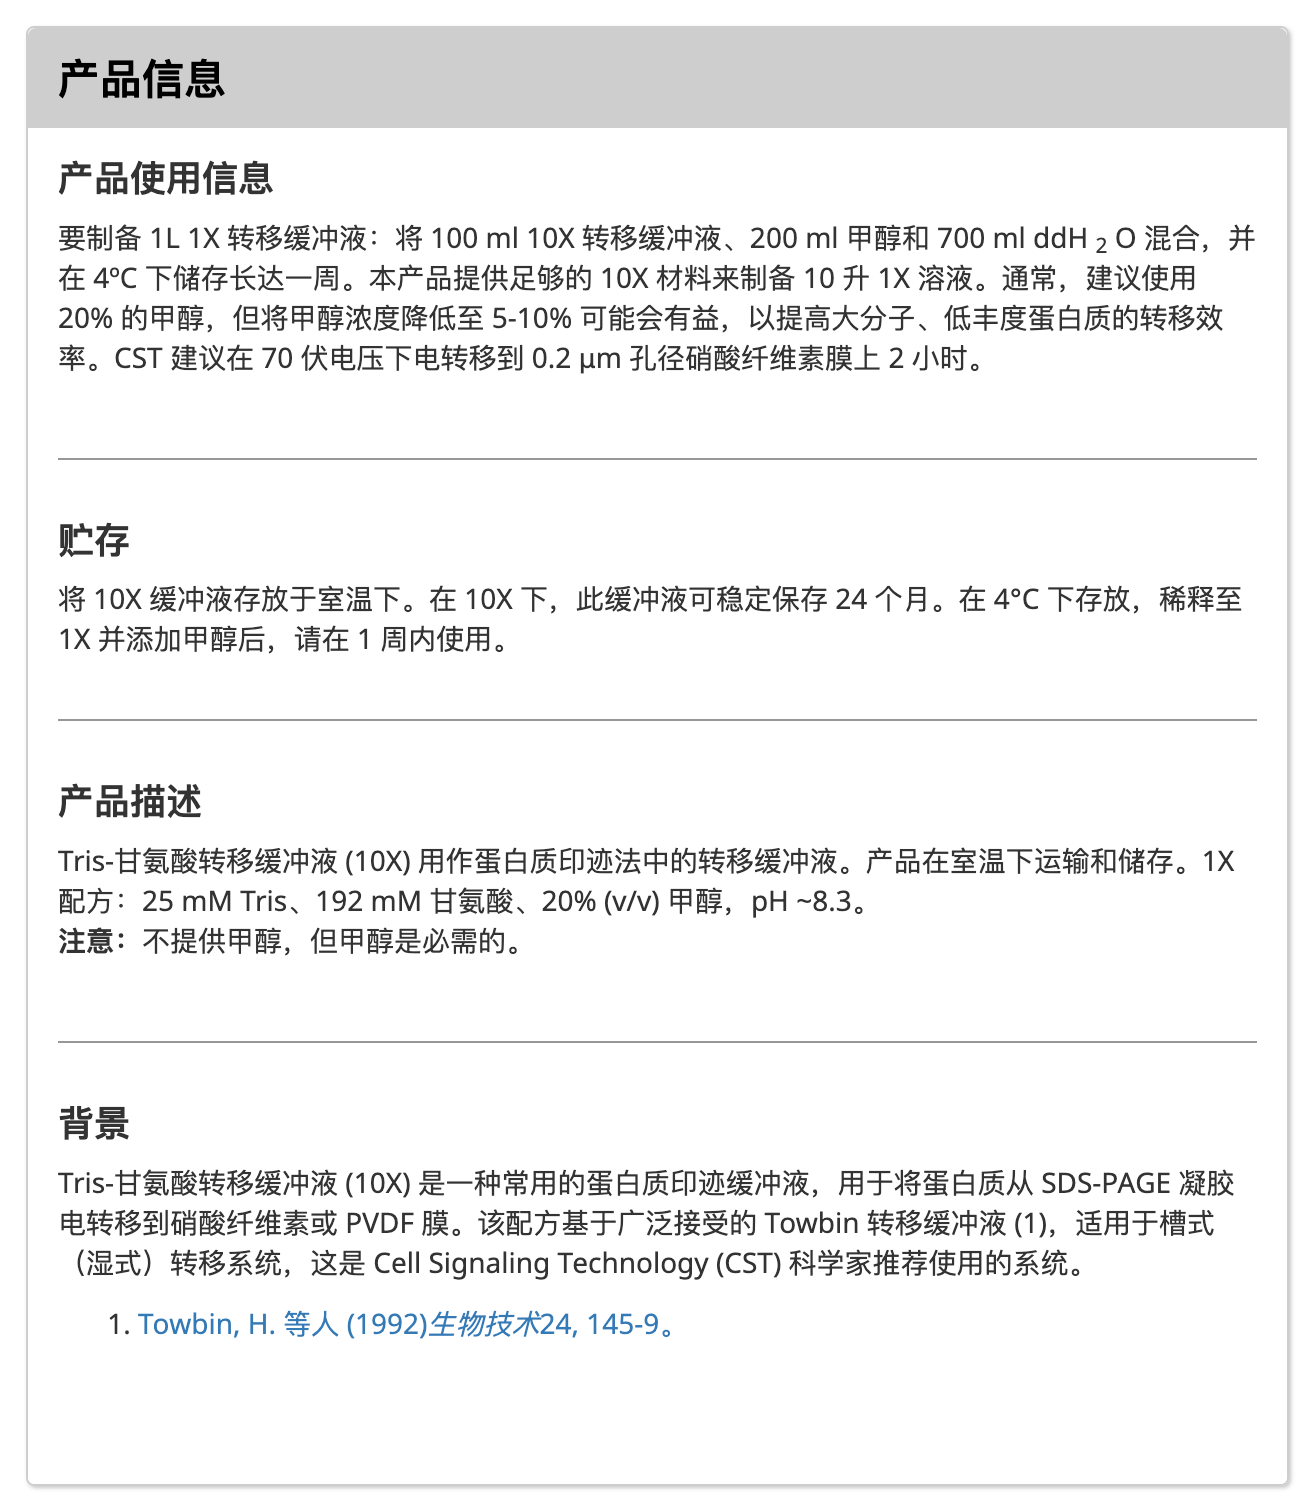 产品信息
产品使用信息
要制备 1L 1X 转移缓冲液：将 100 ml 10X 转移缓冲液、200 ml 甲醇和 700 ml ddH 2 O 混合，并
在 4ºC 下储存长达一周。本产品提供足够的 10X 材料来制备 10 升 1X 溶液。通常，建议使用
20% 的甲醇，但将甲醇浓度降低至 5-10% 可能会有益，以提高大分子、低丰度蛋白质的转移效
率。CST 建议在 70 伏电压下电转移到 0.2 µm 孔径硝酸纤维素膜上 2 小时。
贮存
将 10X 缓冲液存放于室温下。在 10X 下，此缓冲液可稳定保存 24 个月。在 4°C 下存放，稀释至
1X 并添加甲醇后，请在 1 周内使用。
产品描述
Tris-甘氨酸转移缓冲液 (10X) 用作蛋白质印迹法中的转移缓冲液。产品在室温下运输和储存。1X
配方：25 mM Tris、192 mM 甘氨酸、20% (v/v) 甲醇，pH ~8.3。
注意：不提供甲醇，但甲醇是必需的。
背景
Tris-甘氨酸转移缓冲液 (10X) 是一种常用的蛋白质印迹缓冲液，用于将蛋白质从 SDS-PAGE 凝胶
电转移到硝酸纤维素或 PVDF 膜。该配方基于广泛接受的 Towbin 转移缓冲液 (1)，适用于槽式
（湿式）转移系统，这是 Cell Signaling Technology (CST) 科学家推荐使用的系统。
1. Towbin, H. 等人 (1992)生物技术24, 145-9。